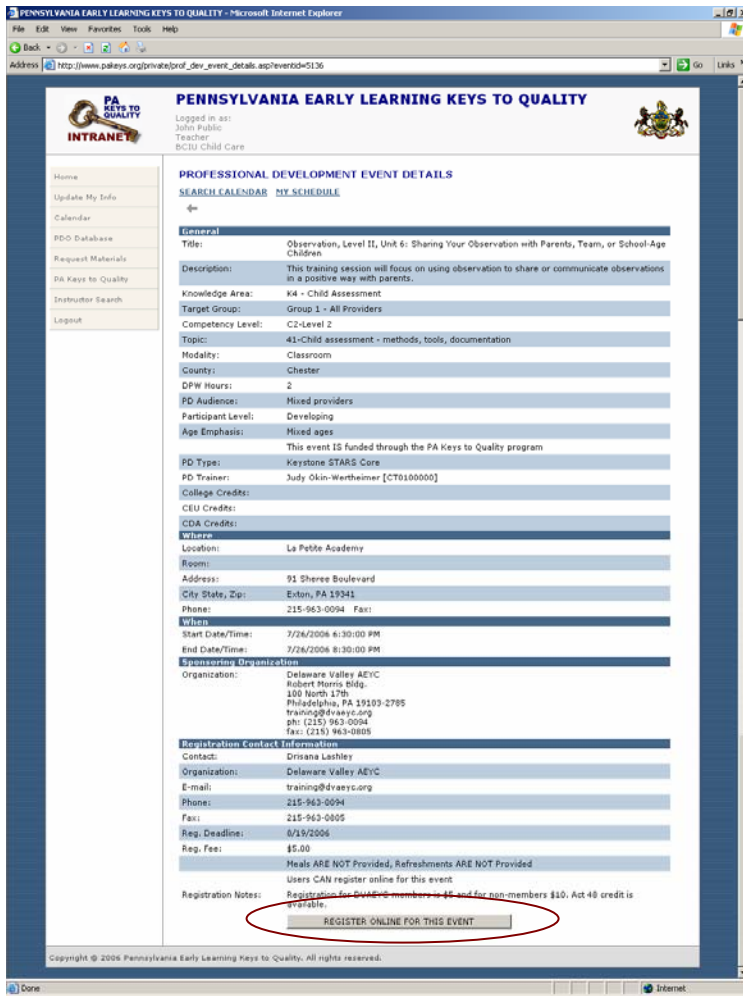 PENNSYLVANIA EARLY LEARNING KEYS TO QUALITY - Microsoft Internet Explorer
File Edit View Favorites Tools Help
Back
Address http://www.pakeys.org/private/prof_dev_event_details.asp?eventid=5136 Go Links
PA
KEYS TO
QUALITY
INTRANET
PENNSYLVANIA EARLY LEARNING KEYS TO QUALITY
Logged in as:
John Public
Teacher
BCIU Child Care
Home
Update My Info
Calendar
PDO Database
Request Materials
PA Keys to Quality
Instructor Search
Logout
PROFESSIONAL DEVELOPMENT EVENT DETAILS
SEARCH CALENDAR MY SCHEDULE
General
Title: Observation, Level II, Unit 6: Sharing Your Observation with Parents, Team, or School-Age
Children
Description: This training session will focus on using observation to share or communicate observations
in a positive way with parents.
Knowledge Area: K4 - Child Assessment
Target Group: Group 1 - All Providers
Competency Level: C2-Level 2
Topic: 41-Child assessment - methods, tools, documentation
Modality: Classroom
County: Chester
DPW Hours: 2
PD Audience: Mixed providers
Participant Level: Developing
Age Emphasis: Mixed ages
This event IS funded through the PA Keys to Quality program
PD Type: Keystone STARS Core
PD Trainer: Judy Okin-Wertheimer [CT0100000]
College Credits:
CEU Credits:
CDA Credits:
Where
Location: La Petite Academy
Room:
Address: 91 Sheree Boulevard
City State, Zip: Exton, PA 19341
Phone: 215-963-0094 Fax:
When
Start Date/Time: 7/26/2006 6:30:00 PM
End Date/Time: 7/26/2006 8:30:00 PM
Sponsoring Organization
Organization: Delaware Valley AEYC
Robert Morris Bldg.
100 North 17th
Philadelphia, PA 19103-2785
training@dvaeyc.org
ph: (215) 963-0094
fax: (215) 963-0805
Registration Contact Information
Contact: Drisana Lashley
Organization: Delaware Valley AEYC
E-mail: training@dvaeyc.org
Phone: 215-963-0094
Fax: 215-963-0805
Reg. Deadline: 8/19/2006
Reg. Fee: $5.00
Meals ARE NOT Provided, Refreshments ARE NOT Provided
Users CAN register online for this event
Registration Notes: Registration for DVAEYC members is $5 and for non-members $10. Act 48 credit is
available.
REGISTER ONLINE FOR THIS EVENT
Copyright © 2006 Pennsylvania Early Learning Keys to Quality. All rights reserved.
Done Internet